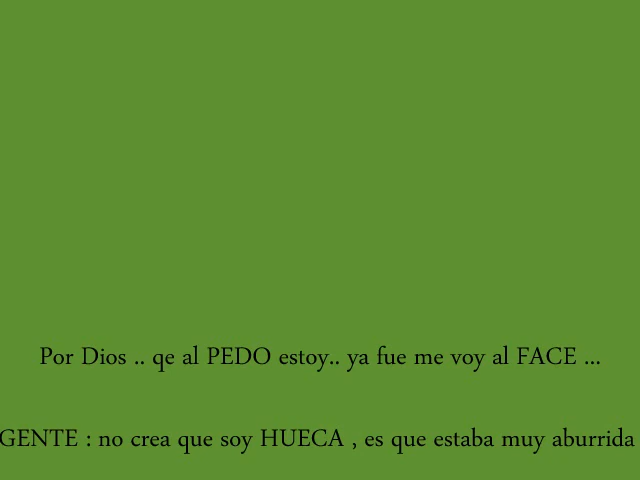 Por Dios .. qe al PEDO estoy.. ya fue me voy al FACE ...
GENTE : no crea que soy HUECA , es que estaba muy aburrida